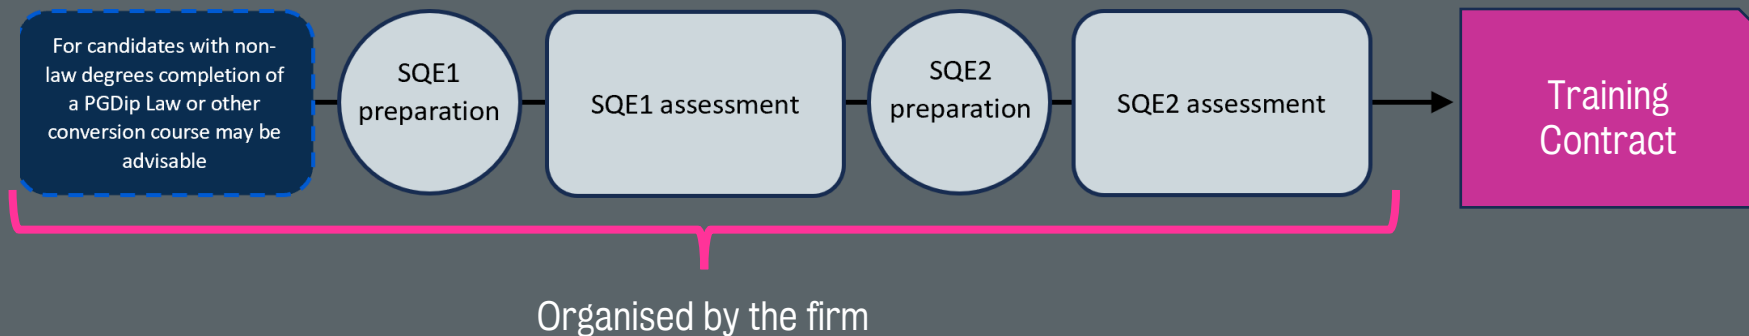 For candidates with non-
law degrees completion of
a PGDip Law or other
conversion course may be
advisable
SQE1
preparation
SQE1 assessment
SQE2
preparation
SQE2 assessment
Training
Contract
Organised by the firm